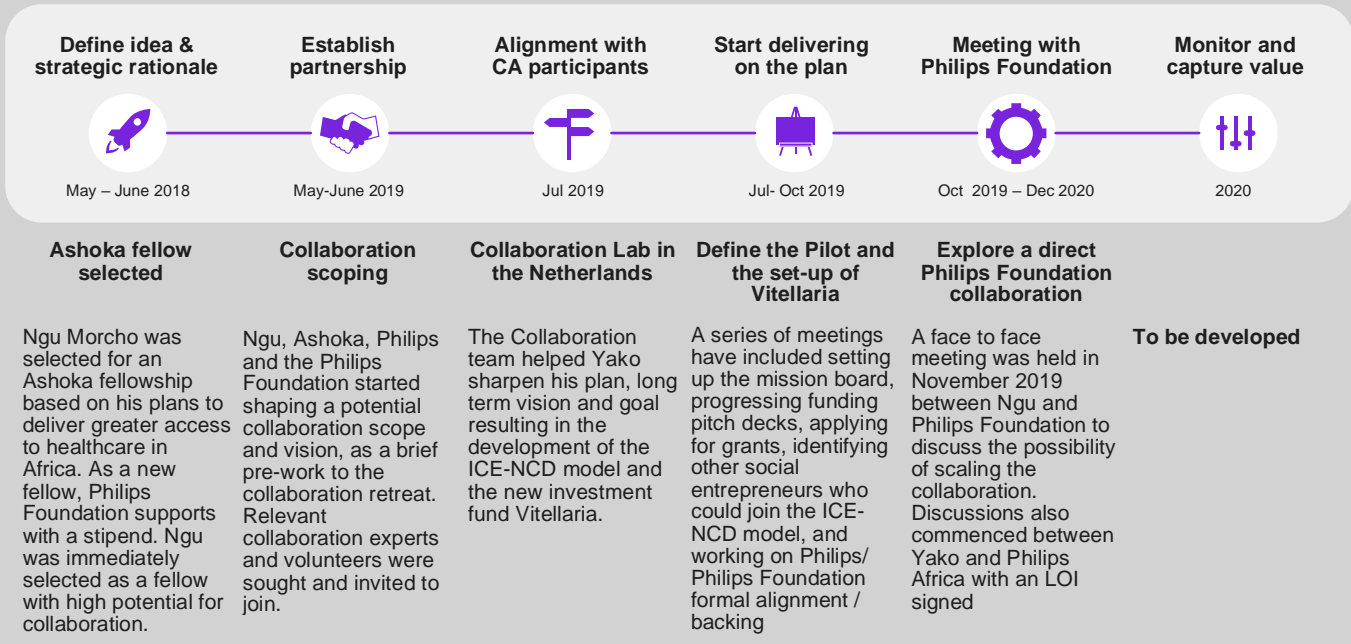 Define idea &
strategic rationale
Establish
partnership
Alignment with
CA participants
Start delivering
on the plan
Meeting with
Philips Foundation
Monitor and
capture value
May – June 2018
May-June 2019
Jul 2019
Jul- Oct 2019
Oct 2019 – Dec 2020
2020
Ashoka fellow
selected
Ngu Morcho was
selected for an
Ashoka fellowship
based on his plans to
deliver greater access
to healthcare in
Africa. As a new
fellow, Philips
Foundation supports
with a stipend. Ngu
was immediately
selected as a fellow
with high potential for
collaboration.
Collaboration
scoping
Ngu, Ashoka, Philips
and the Philips
Foundation started
shaping a potential
collaboration scope
and vision, as a brief
pre-work to the
collaboration retreat.
Relevant
collaboration experts
and volunteers were
sought and invited to
join.
Collaboration Lab in
the Netherlands
The Collaboration
team helped Yako
sharpen his plan, long
term vision and goal
resulting in the
development of the
ICE-NCD model and
the new investment
fund Vitellaria.
Define the Pilot and
the set-up of
Vitellaria
A series of meetings
have included setting
up the mission board,
progressing funding
pitch decks, applying
for grants, identifying
other social
entrepreneurs who
could join the ICE-
NCD model, and
working on Philips/
Philips Foundation
formal alignment /
backing
Explore a direct
Philips Foundation
collaboration
A face to face
meeting was held in
November 2019
between Ngu and
Philips Foundation to
discuss the possibility
of scaling the
collaboration.
Discussions also
commenced between
Yako and Philips
Africa with an LOI
signed
To be developed